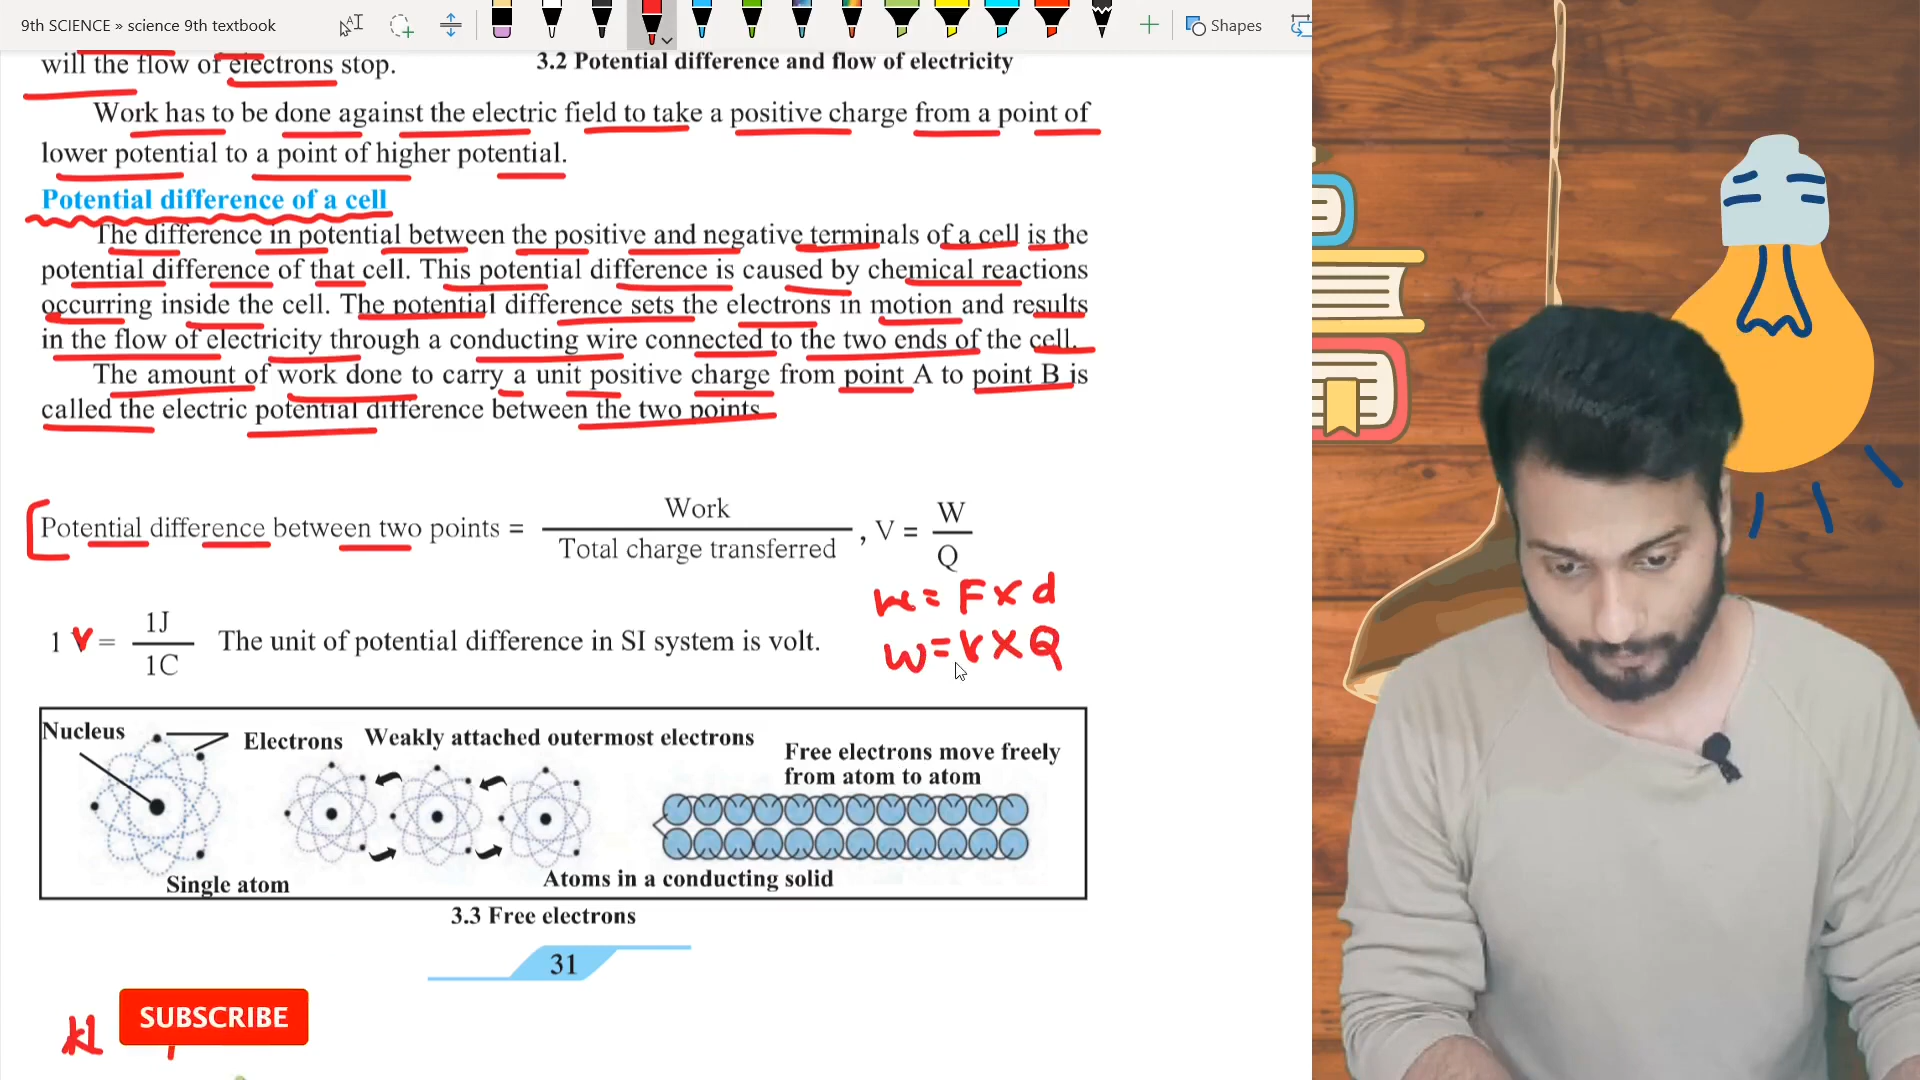 9th SCIENCE » science 9th textbook
Shapes
will the flow of electrons stop.
3.2 Potential difference and flow of electricity
Work has to be done against the electric field to take a positive charge from a point of
lower potential to a point of higher potential.
Potential difference of a cell
The difference in potential between the positive and negative terminals of a cell is the
potential difference of that cell. This potential difference is caused by chemical reactions
occurring inside the cell. The potential difference sets the electrons in motion and results
in the flow of electricity through a conducting wire connected to the two ends of the cell.
The amount of work done to carry a unit positive charge from point A to point B is
called the electric potential difference between the two points
Potential difference between two points = Work / Total charge transferred , V = W / Q
w = F x d
1 V = 1J / 1C The unit of potential difference in SI system is volt.
w = V x Q
Nucleus
Electrons
Weakly attached outermost electrons
Free electrons move freely
from atom to atom
Single atom
Atoms in a conducting solid
3.3 Free electrons
31
SUBSCRIBE